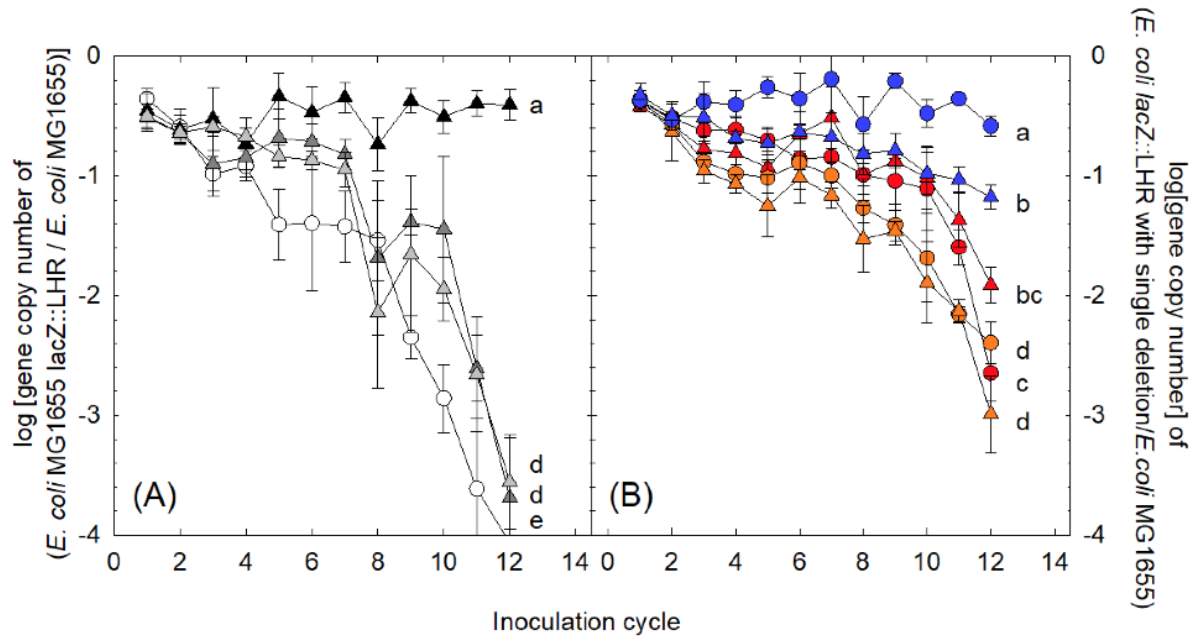 log [gene copy number of
(E. coli MG1655 lacZ::LHR / E. coli MG1655)]
0
-1
-2
-3
-4
a
d
d
e
(A)
0 2 4 6 8 10 12 14
a
b
bc
d
c
d
(B)
0 2 4 6 8 10 12 14
0
-1
-2
-3
-4
log[gene copy number] of
(E. coli lacZ::LHR with single deletion/E.coli MG1655)
Inoculation cycle